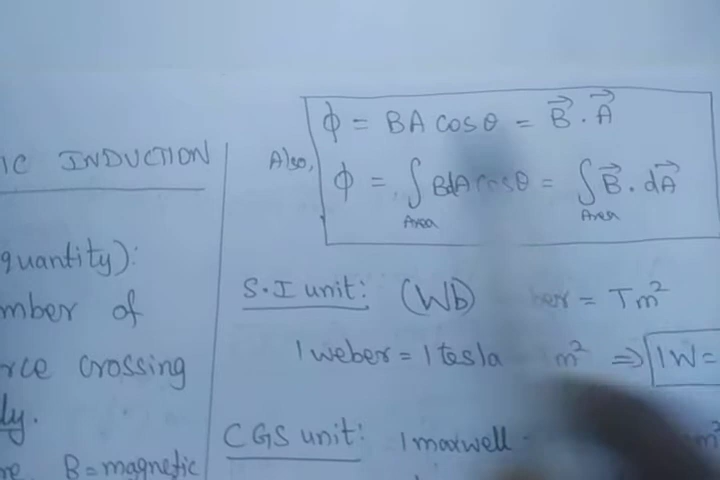 IC INDUCTION
quantity):
mber of
rce crossing
ly.
B = magnetic
ϕ = BA cosθ = B⃗ . A⃗
Also,
ϕ = ∫ BdA cosθ = ∫ B⃗ . dA⃗
Area Area
S.I unit: (Wb) ber = Tm²
1 weber = 1 tesla m² ⇒ 1W =
CGS unit: 1 maxwell